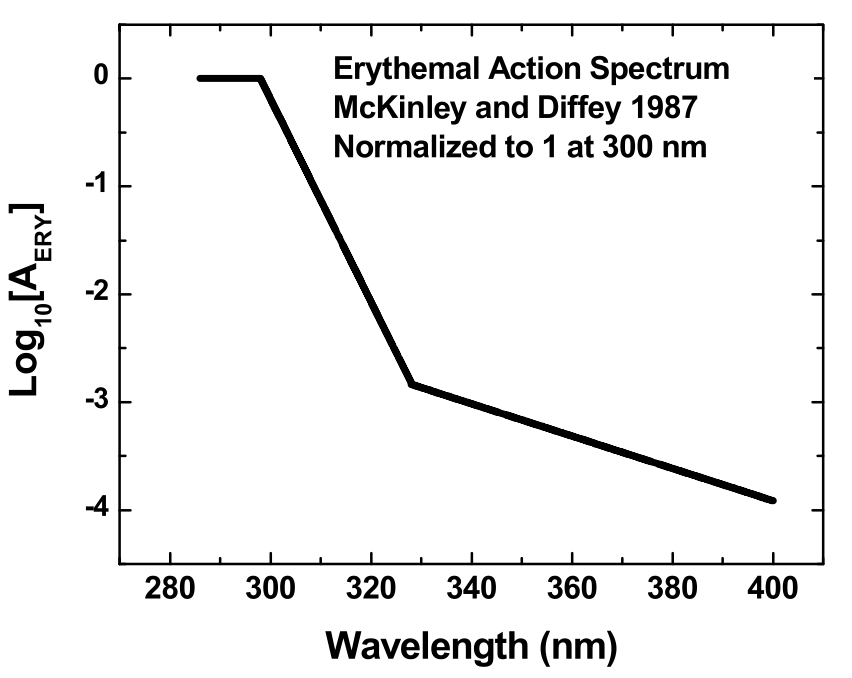 Erythemal Action Spectrum
McKinley and Diffey 1987
Normalized to 1 at 300 nm
Log10[AERY]
0
-1
-2
-3
-4
280 300 320 340 360 380 400
Wavelength (nm)